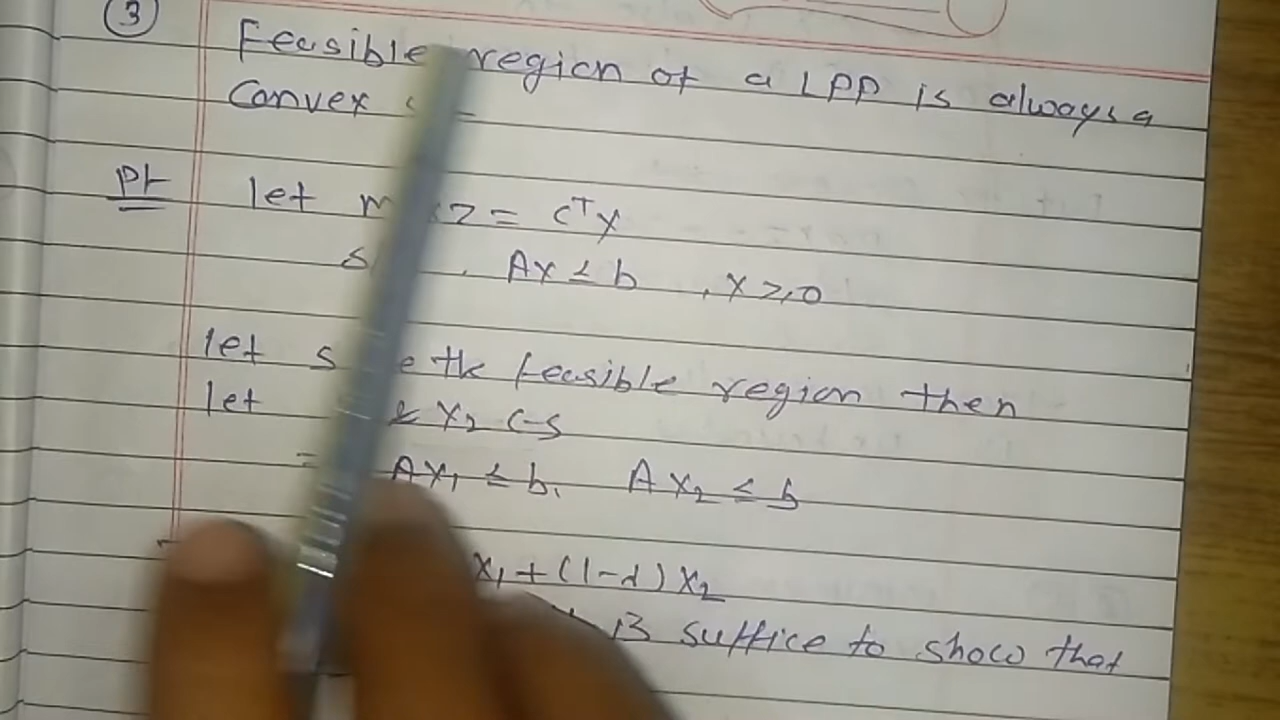 3
Feasible region of a LPP is always a
Convex
Pf let z = cᵀx
Ax ≤ b , x ≥ 0
let s the feasible region then
let & x₂ ∈ S
Ax₁ ≤ b, Ax₂ ≤ b
x₁ + (1-λ) x₂
is suffice to show that